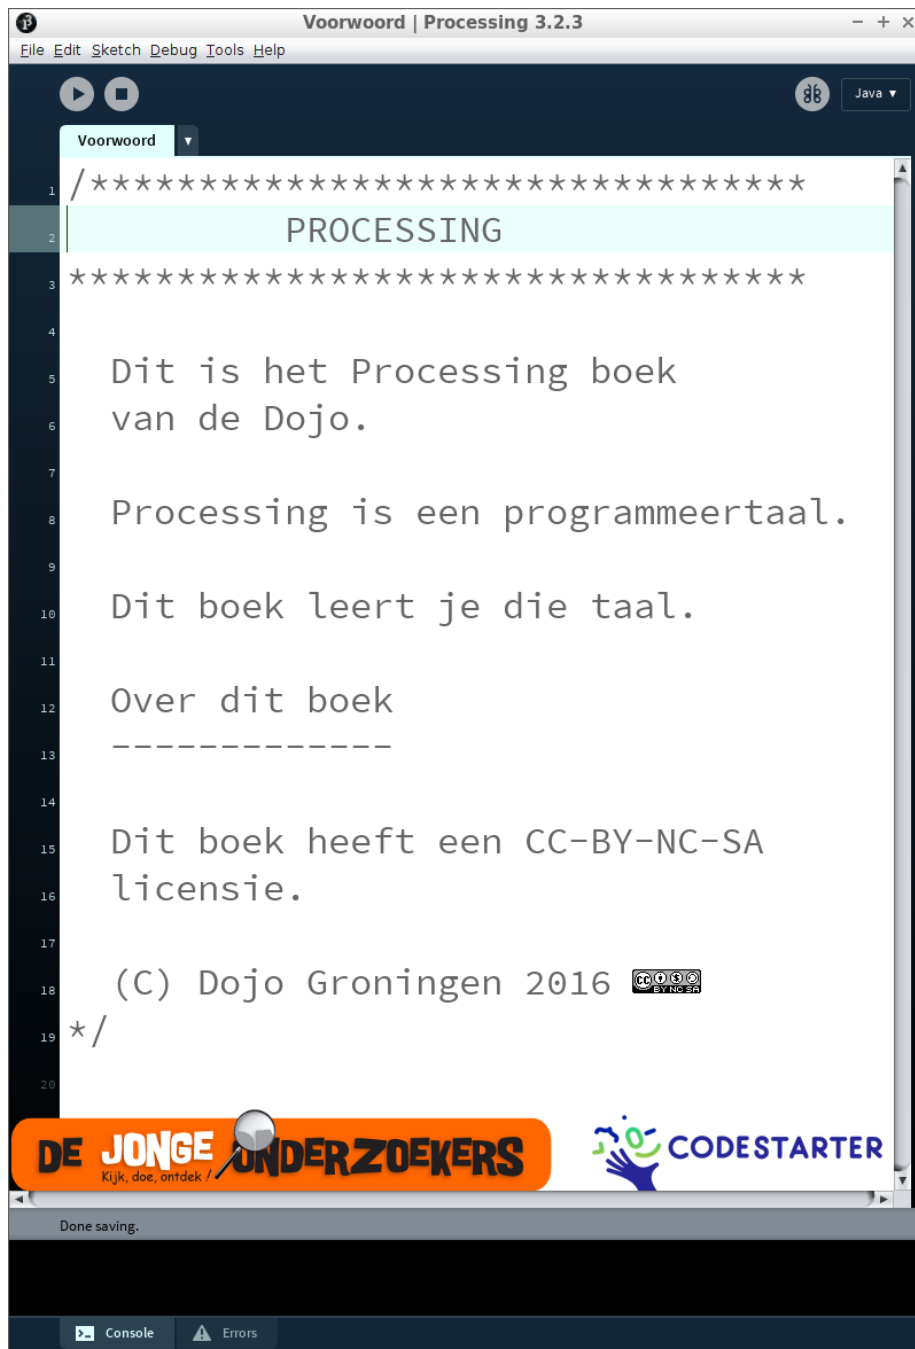 Voorwoord | Processing 3.2.3
File Edit Sketch Debug Tools Help
Java ▼
Voorwoord ▼
1 /*********************************
2 PROCESSING
3 **********************************
4
5 Dit is het Processing boek
6 van de Dojo.
7
8 Processing is een programmeertaal.
9
10 Dit boek leert je die taal.
11
12 Over dit boek
13 -------------
14
15 Dit boek heeft een CC-BY-NC-SA
16 licensie.
17
18 (C) Dojo Groningen 2016 cc BY NC SA
19 */
20
DE JONGE ONDERZOEKERS
Kijk, doe, ontdek!
CODESTARTER
Done saving.
Console Errors